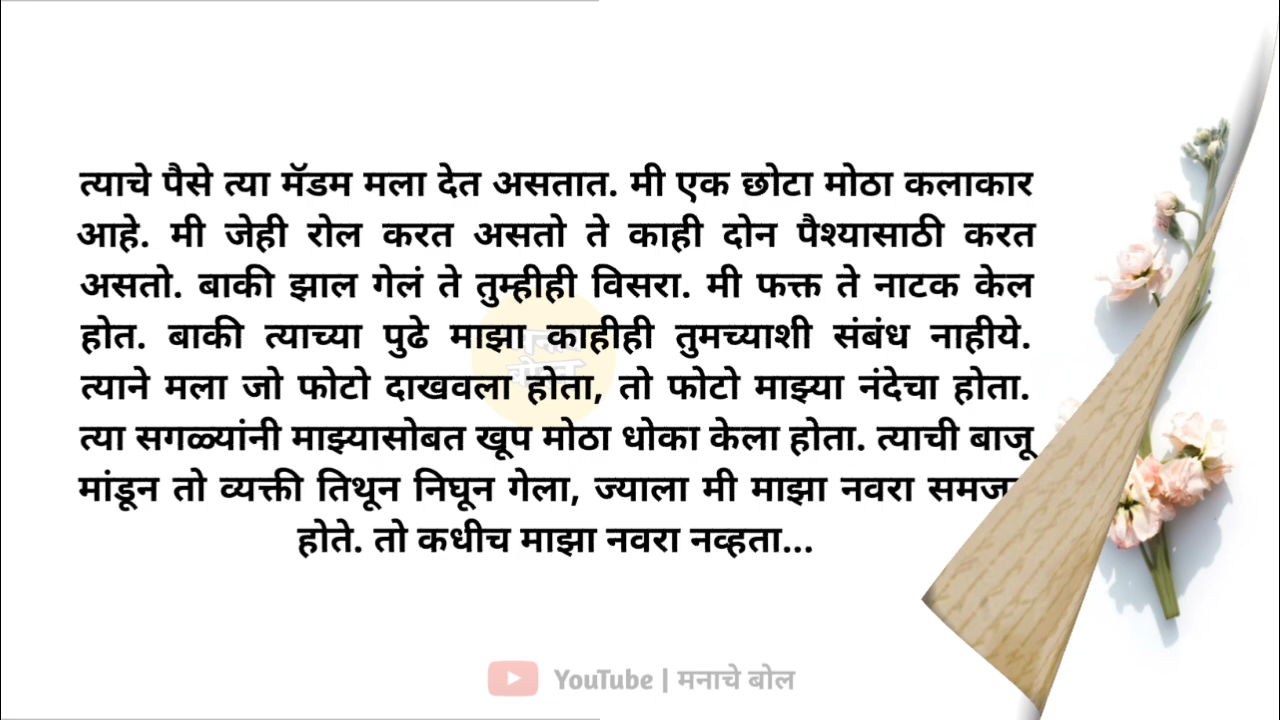 त्याचे पैसे त्या मॅडम मला देत असतात. मी एक छोटा मोठा कलाकार
आहे. मी जेही रोल करत असतो ते काही दोन पैश्यासाठी करत
असतो. बाकी झाल गेलं ते तुम्हीही विसरा. मी फक्त ते नाटक केल
होत. बाकी त्याच्या पुढे माझा काहीही तुमच्याशी संबंध नाहीये.
त्याने मला जो फोटो दाखवला होता, तो फोटो माझ्या नंदेचा होता.
त्या सगळ्यांनी माझ्यासोबत खूप मोठा धोका केला होता. त्याची बाजू
मांडून तो व्यक्ती तिथून निघून गेला, ज्याला मी माझा नवरा
होते. तो कधीच माझा नवरा नव्हता...
YouTube | मनाचे बोल